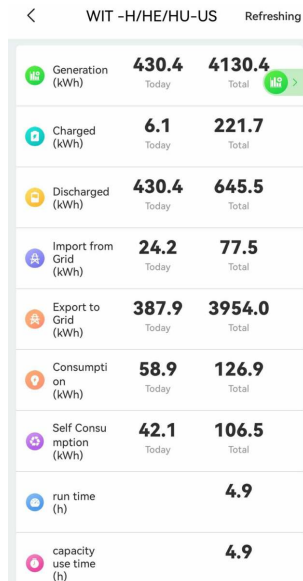 WIT -H/HE/HU-US Refreshing
Generation (kWh) 430.4 Today 4130.4 Total
Charged (kWh) 6.1 Today 221.7 Total
Discharged (kWh) 430.4 Today 645.5 Total
Import from Grid (kWh) 24.2 Today 77.5 Total
Export to Grid (kWh) 387.9 Today 3954.0 Total
Consumpti on (kWh) 58.9 Today 126.9 Total
Self Consu mption (kWh) 42.1 Today 106.5 Total
run time (h) 4.9
capacity use time (h) 4.9